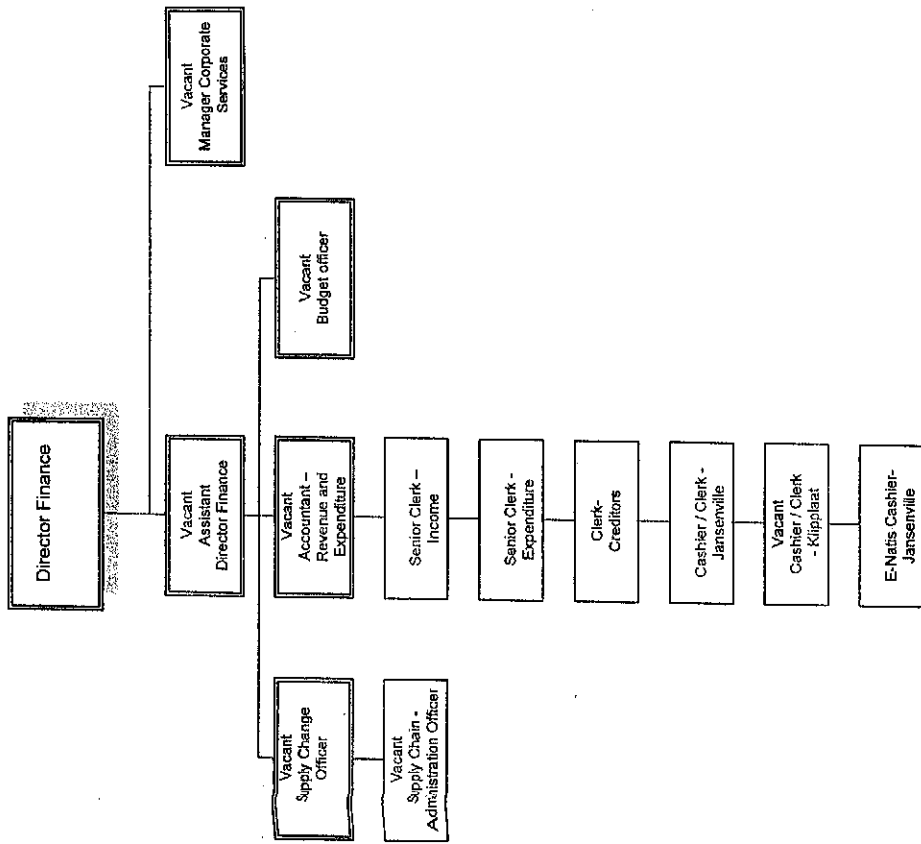 Director Finance
Vacant
Manager Corporate
Services
Vacant
Assistant
Director Finance
Vacant
Supply Change
Officer
Vacant
Accountant –
Revenue and
Expenditure
Vacant
Budget officer
Vacant
Supply Chain -
Administration Officer
Senior Clerk –
Income
Senior Clerk -
Expenditure
Clerk-
Creditors
Cashier / Clerk -
Jansenville
Vacant
Cashier / Clerk
- Klipplaat
E-Natis Cashier-
Jansenville